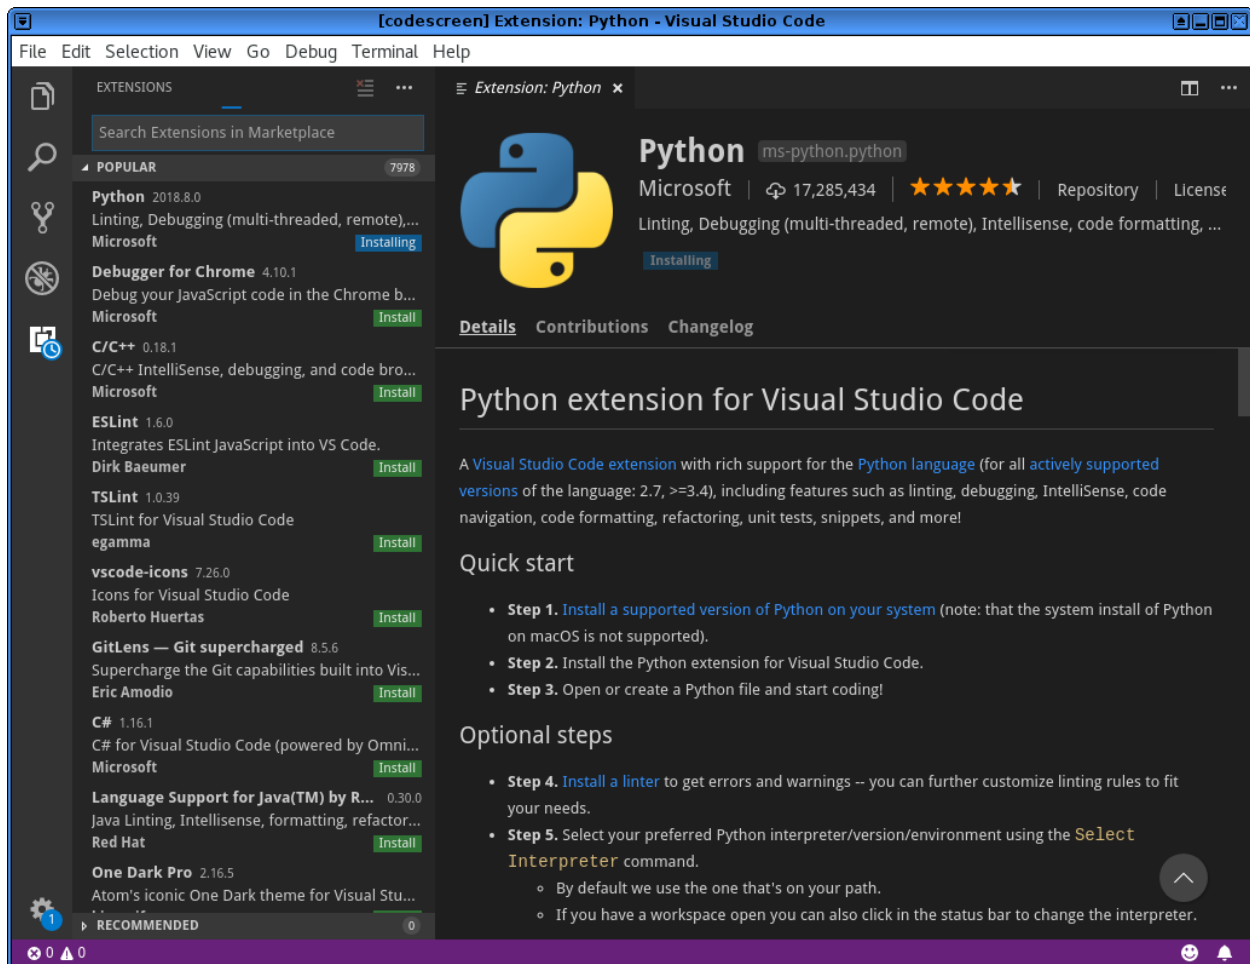 [codescreen] Extension: Python - Visual Studio Code
File Edit Selection View Go Debug Terminal Help
EXTENSIONS
Search Extensions in Marketplace
POPULAR 7978
Python 2018.8.0
Linting, Debugging (multi-threaded, remote),...
Microsoft Installing
Debugger for Chrome 4.10.1
Debug your JavaScript code in the Chrome b...
Microsoft Install
C/C++ 0.18.1
C/C++ IntelliSense, debugging, and code bro...
Microsoft Install
ESLint 1.6.0
Integrates ESLint JavaScript into VS Code.
Dirk Baeumer Install
TSLint 1.0.39
TSLint for Visual Studio Code
egamma Install
vscode-icons 7.26.0
Icons for Visual Studio Code
Roberto Huertas Install
GitLens — Git supercharged 8.5.6
Supercharge the Git capabilities built into Vis...
Eric Amodio Install
C# 1.16.1
C# for Visual Studio Code (powered by Omni...
Microsoft Install
Language Support for Java(TM) by R... 0.30.0
Java Linting, Intellisense, formatting, refactor...
Red Hat Install
One Dark Pro 2.16.5
Atom's iconic One Dark theme for Visual Stu...
RECOMMENDED 0
1
Extension: Python
Python ms-python.python
Microsoft 17,285,434 Repository License
Linting, Debugging (multi-threaded, remote), Intellisense, code formatting, ...
Installing
Details Contributions Changelog
Python extension for Visual Studio Code
A Visual Studio Code extension with rich support for the Python language (for all actively supported
versions of the language: 2.7, >=3.4), including features such as linting, debugging, IntelliSense, code
navigation, code formatting, refactoring, unit tests, snippets, and more!
Quick start
• Step 1. Install a supported version of Python on your system (note: that the system install of Python
on macOS is not supported).
• Step 2. Install the Python extension for Visual Studio Code.
• Step 3. Open or create a Python file and start coding!
Optional steps
• Step 4. Install a linter to get errors and warnings -- you can further customize linting rules to fit
your needs.
• Step 5. Select your preferred Python interpreter/version/environment using the Select
Interpreter command.
◦ By default we use the one that's on your path.
◦ If you have a workspace open you can also click in the status bar to change the interpreter.
0 0